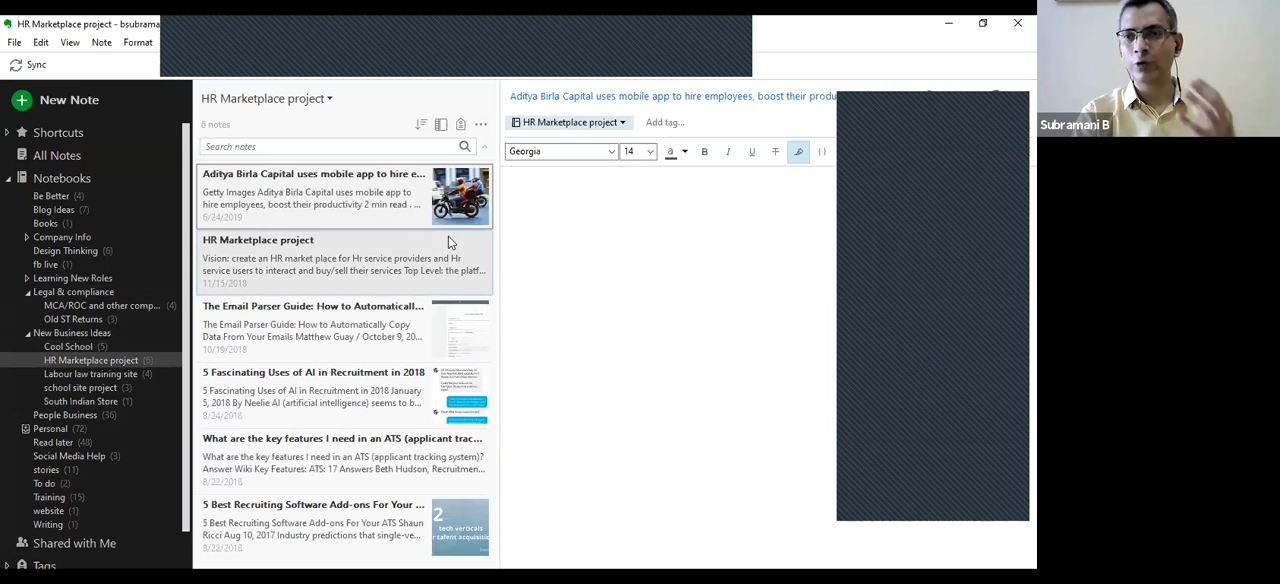 HR Marketplace project - bsubrama
File Edit View Note Format
Sync
New Note
Shortcuts
All Notes
Notebooks
Be Better (4)
Blog Ideas (7)
Books (1)
Company Info
Design Thinking (6)
fb live (1)
Learning New Roles
Legal & compliance
MCA/ROC and other comp... (4)
Old ST Returns (3)
New Business Ideas
Cool School (5)
HR Marketplace project (6)
Labour law training site (4)
school site project (3)
South Indian Store (1)
People Business (36)
Personal (72)
Read later (48)
Social Media Help (3)
stories (11)
To do (2)
Training (15)
website (1)
Writing (1)
Shared with Me
Tags
HR Marketplace project
6 notes
Search notes
Aditya Birla Capital uses mobile app to hire e...
Getty Images Aditya Birla Capital uses mobile app to
hire employees, boost their productivity 2 min read . ...
6/24/2019
HR Marketplace project
Vision: create an HR market place for Hr service providers and Hr
service users to interact and buy/sell their services Top Level: the platf...
11/15/2018
The Email Parser Guide: How to Automaticall...
The Email Parser Guide: How to Automatically Copy
Data From Your Emails Matthew Guay / October 9, 20...
10/19/2018
5 Fascinating Uses of AI in Recruitment in 2018
5 Fascinating Uses of AI in Recruitment in 2018 January
5, 2018 By Neelie AI (artificial intelligence) seems to b...
8/24/2018
What are the key features I need in an ATS (applicant trac...
What are the key features I need in an ATS (applicant tracking system)?
Answer Wiki Key Features: ATS: 17 Answers Beth Hudson, Recruitmen...
8/22/2018
5 Best Recruiting Software Add-ons For Your ...
5 Best Recruiting Software Add-ons For Your ATS Shaun
Ricci Aug 10, 2017 Industry predictions that single-ve...
8/22/2018
2
tech verticals
r talent acquisitio
Aditya Birla Capital uses mobile app to hire employees, boost their produ
HR Marketplace project Add tag...
Georgia 14 a B I U T
Subramani B